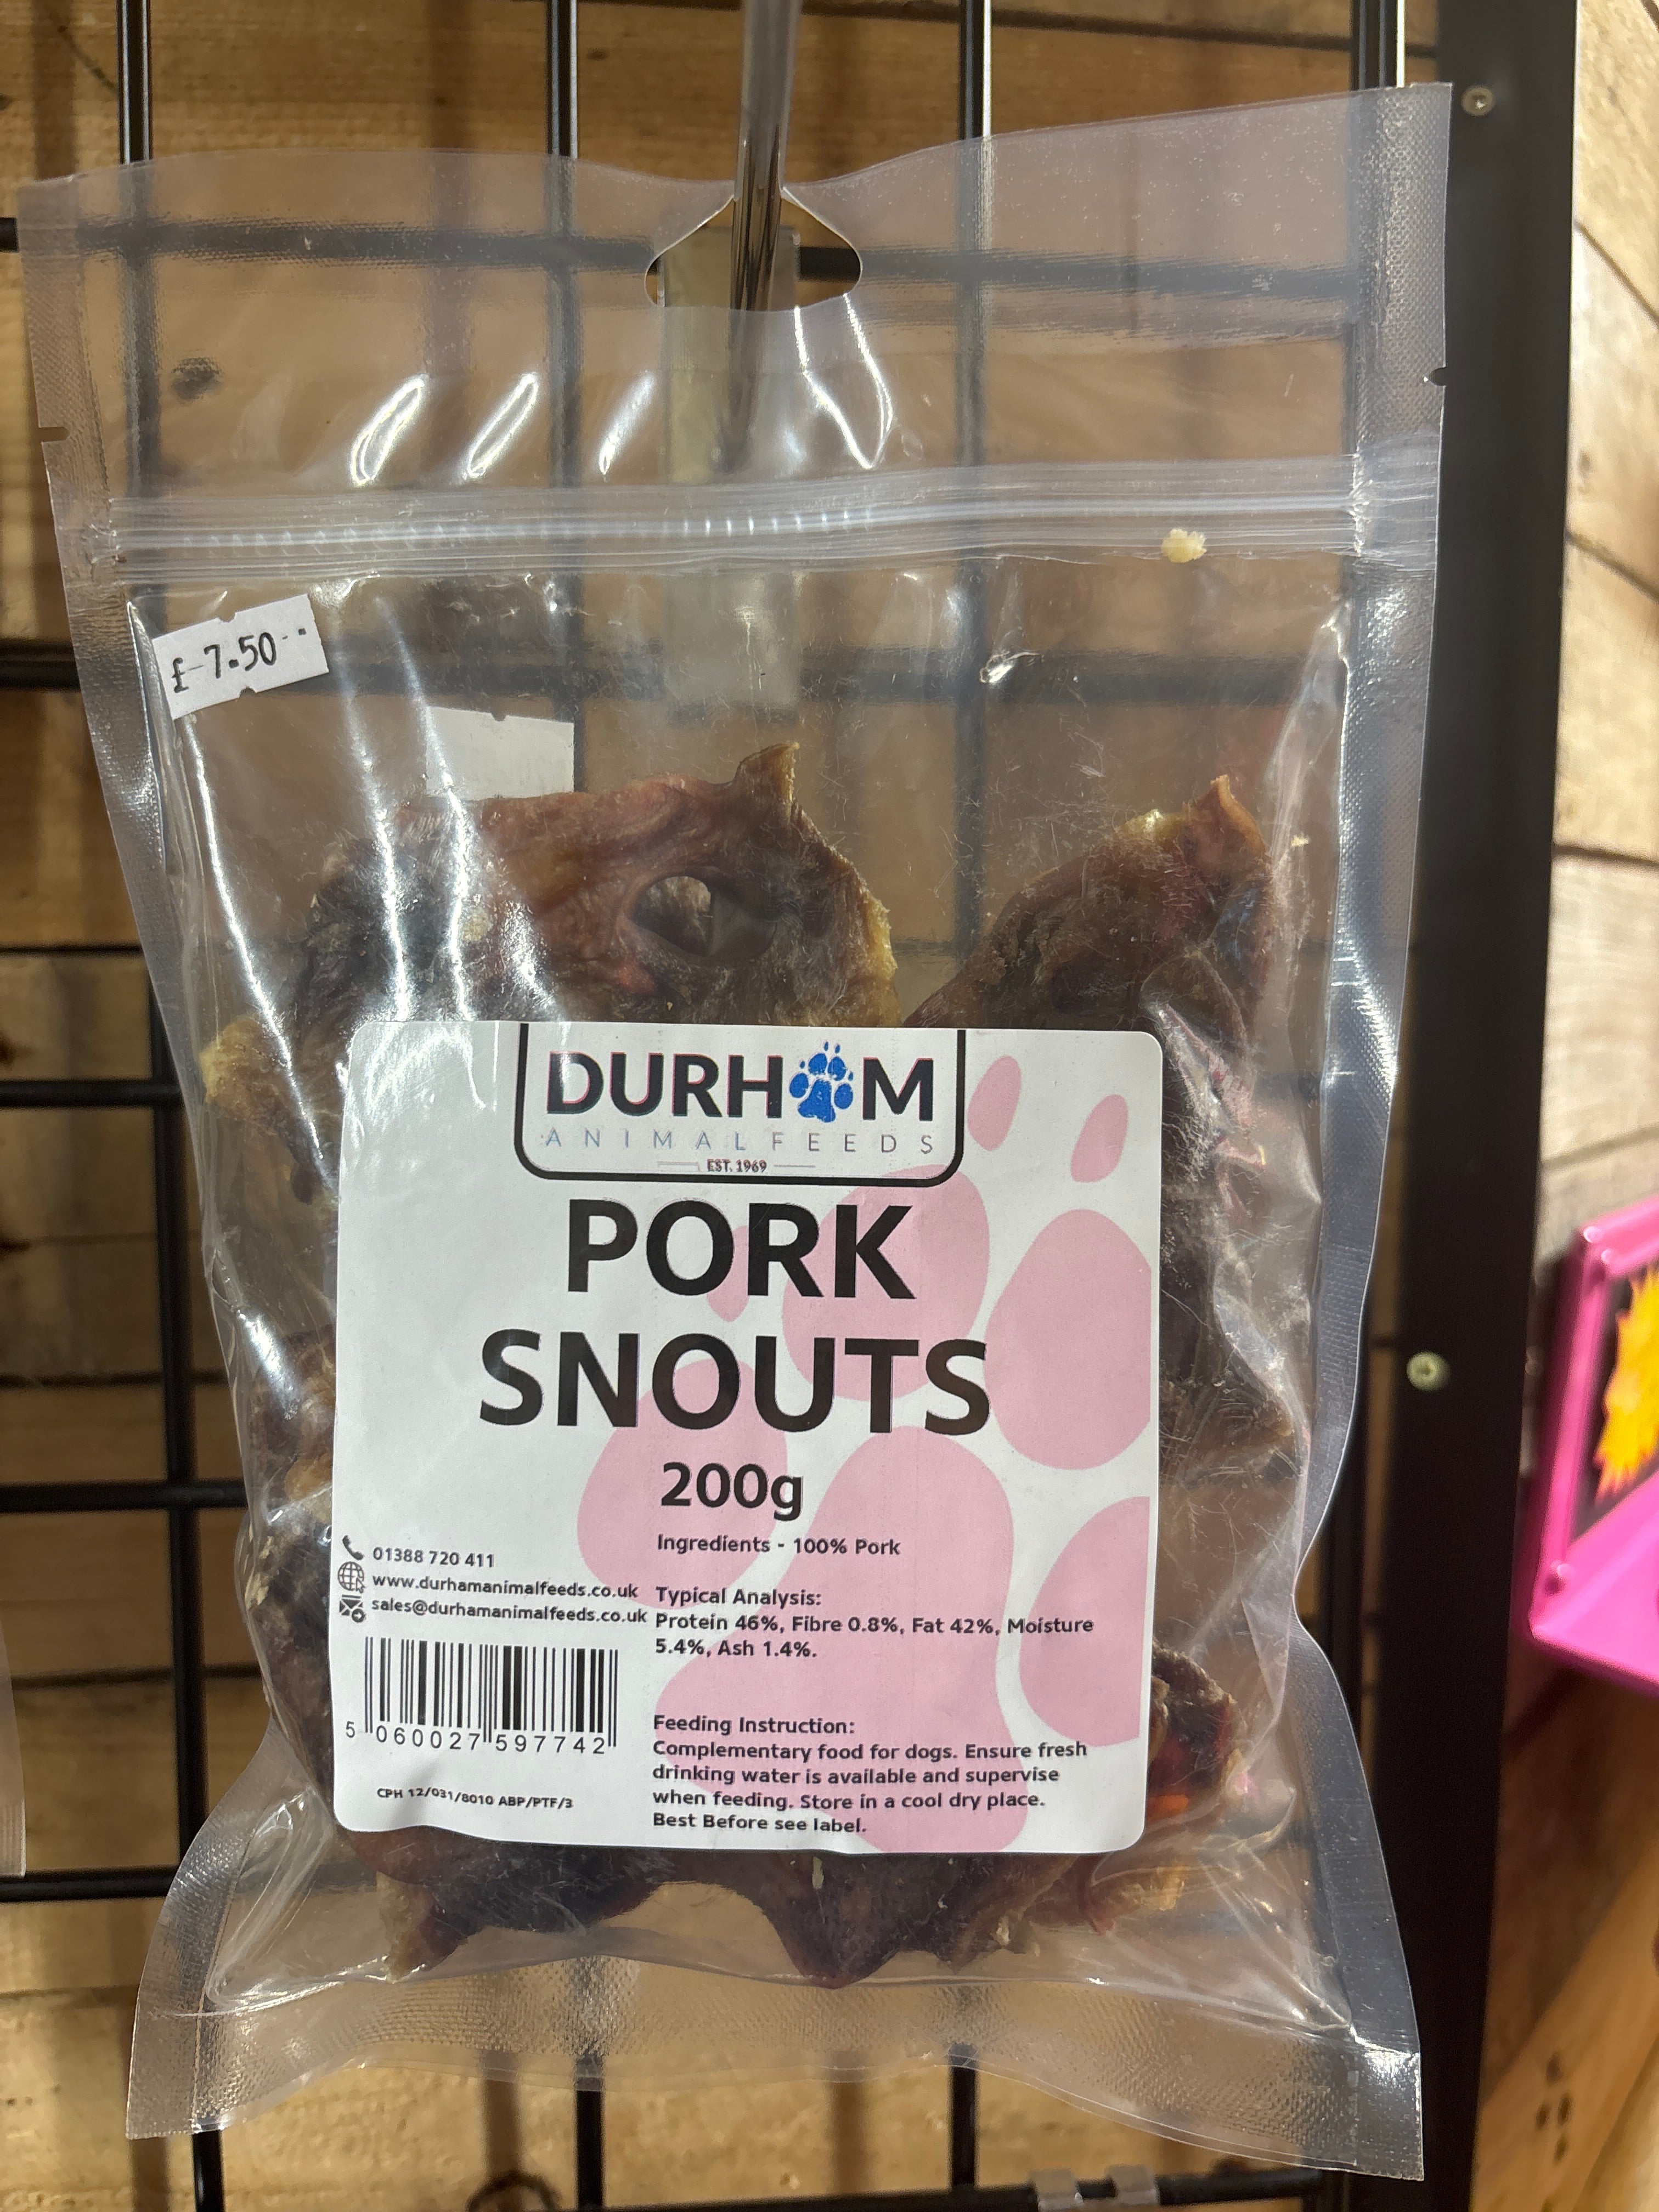 £ 7.50
DURHAM
ANIMAL FEEDS
EST. 1969
PORK
SNOUTS
200g
Ingredients - 100% Pork
01388 720 411
www.durhamanimalfeeds.co.uk
sales@durhamanimalfeeds.co.uk
Typical Analysis:
Protein 46%, Fibre 0.8%, Fat 42%, Moisture
5.4%, Ash 1.4%.
5 060027 597742
CPH 12/031/8010 ABP/PTF/3
Feeding Instruction:
Complementary food for dogs. Ensure fresh
drinking water is available and supervise
when feeding. Store in a cool dry place.
Best Before see label.